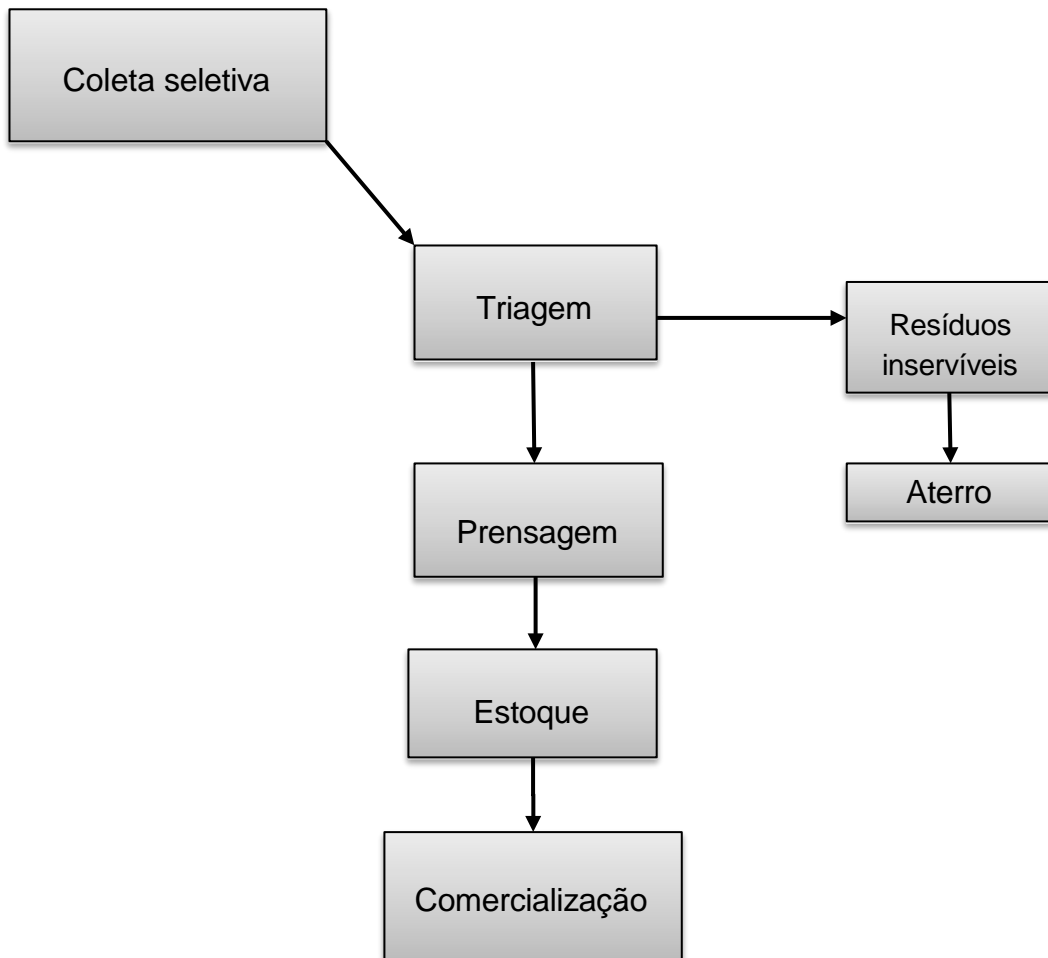 Coleta seletiva
Triagem
Resíduos
inservíveis
Prensagem
Aterro
Estoque
Comercialização